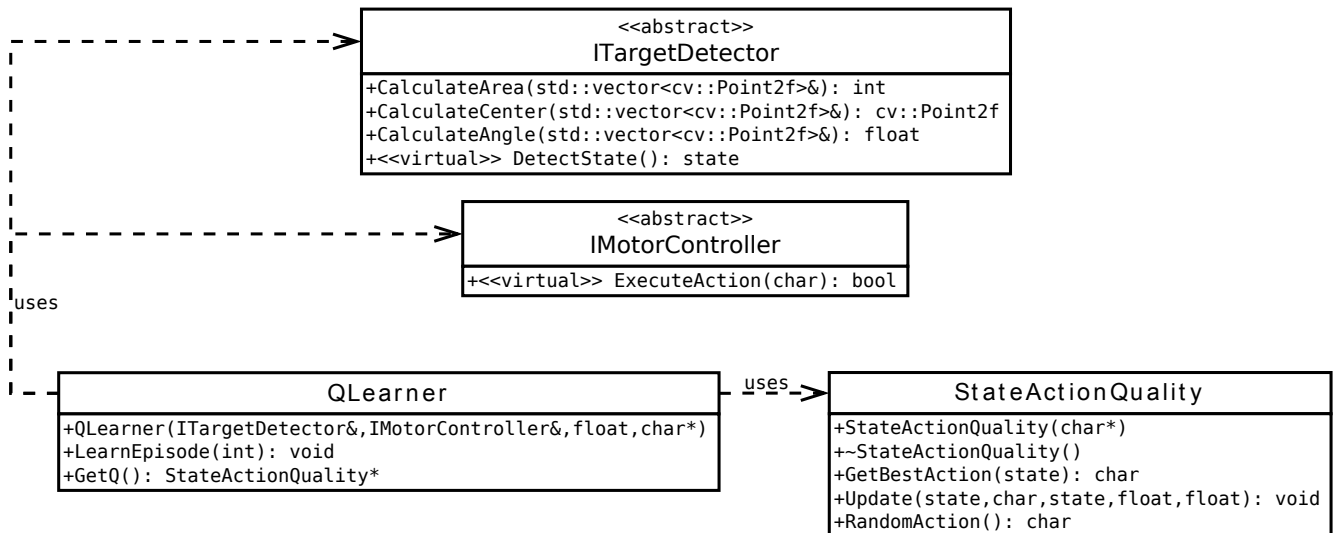 <<abstract>>
ITargetDetector
+CalculateArea(std::vector<cv::Point2f>&): int
+CalculateCenter(std::vector<cv::Point2f>&): cv::Point2f
+CalculateAngle(std::vector<cv::Point2f>&): float
+<<virtual>> DetectState(): state
<<abstract>>
IMotorController
+<<virtual>> ExecuteAction(char): bool
uses
QLearner
+QLearner(ITargetDetector&,IMotorController&,float,char*)
+LearnEpisode(int): void
+GetQ(): StateActionQuality*
uses
StateActionQuality
+StateActionQuality(char*)
+~StateActionQuality()
+GetBestAction(state): char
+Update(state,char,state,float,float): void
+RandomAction(): char